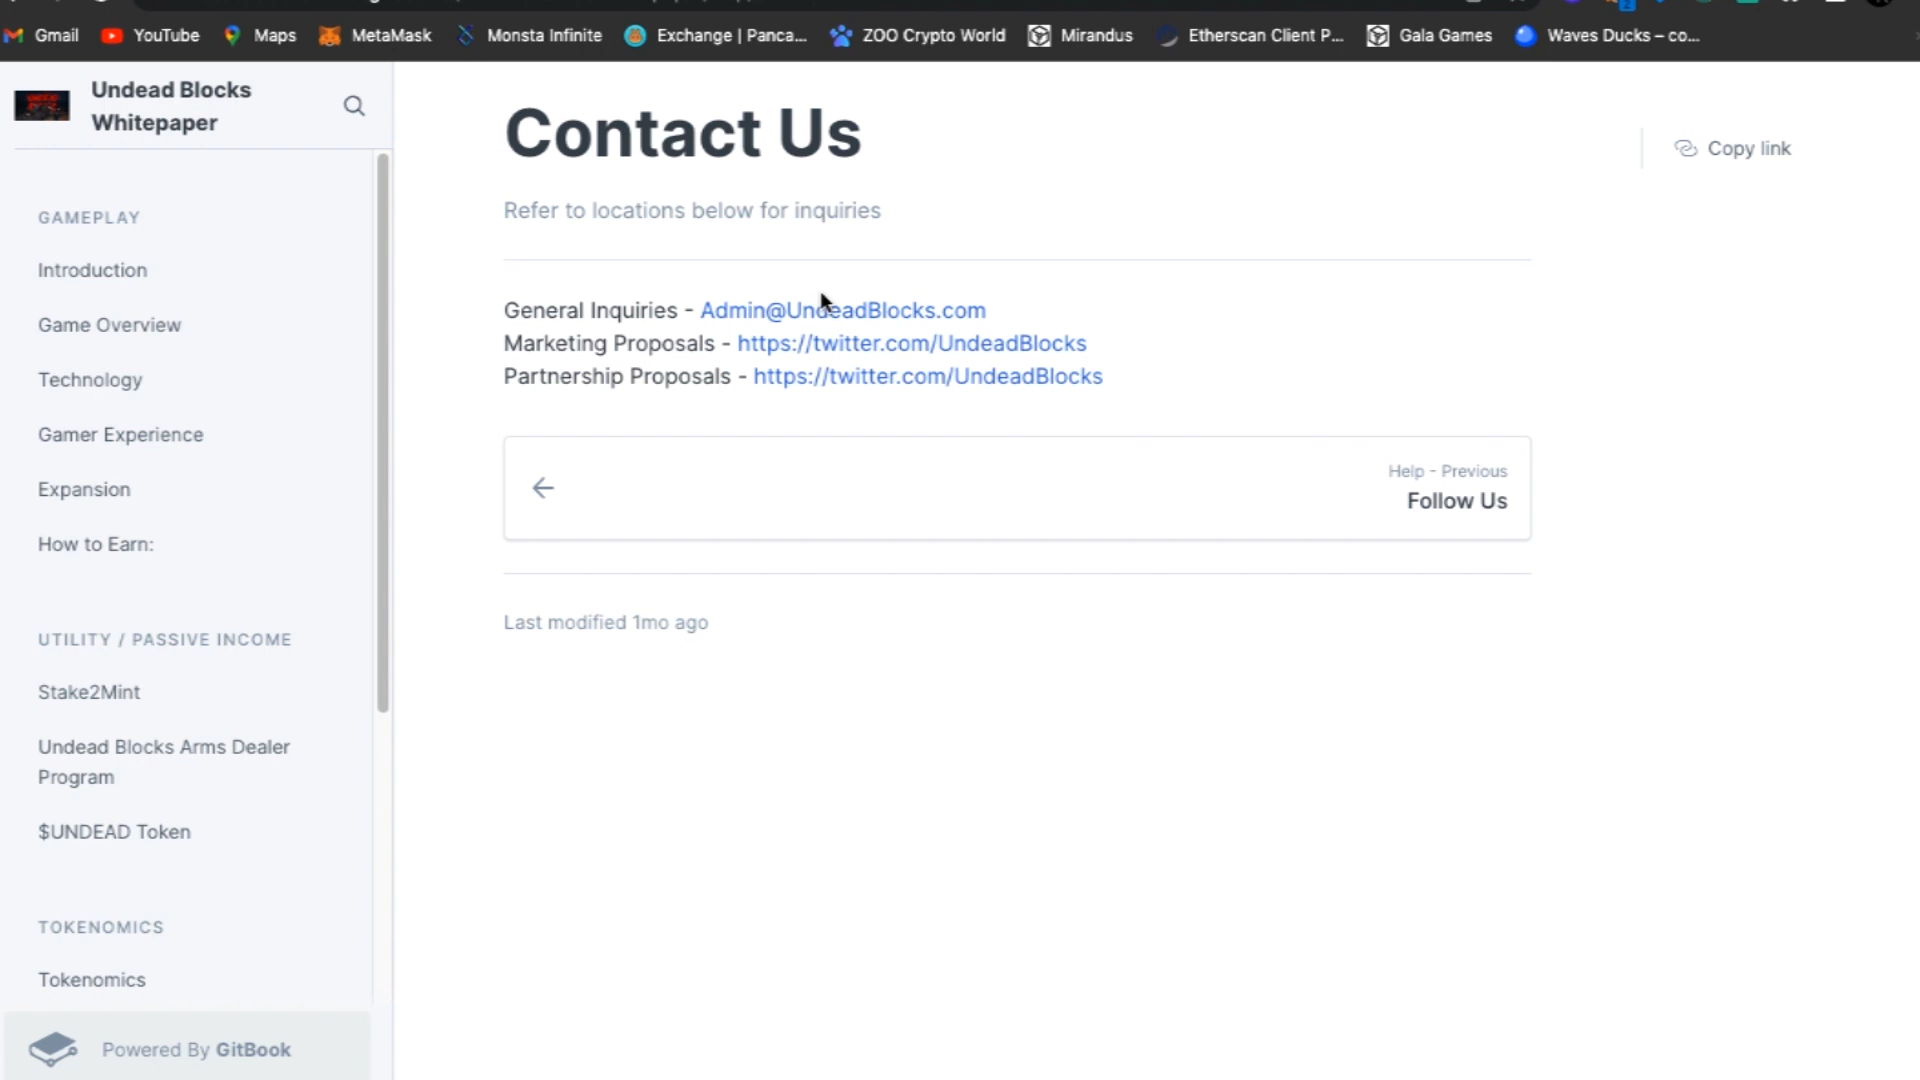 Gmail YouTube Maps MetaMask Monsta Infinite Exchange | Panca... ZOO Crypto World Mirandus Etherscan Client P... Gala Games Waves Ducks – co...
Undead Blocks
Whitepaper
GAMEPLAY
Introduction
Game Overview
Technology
Gamer Experience
Expansion
How to Earn:
UTILITY / PASSIVE INCOME
Stake2Mint
Undead Blocks Arms Dealer
Program
$UNDEAD Token
TOKENOMICS
Tokenomics
Powered By GitBook
Contact Us
Copy link
Refer to locations below for inquiries
General Inquiries - Admin@UndeadBlocks.com
Marketing Proposals - https://twitter.com/UndeadBlocks
Partnership Proposals - https://twitter.com/UndeadBlocks
Help - Previous
Follow Us
Last modified 1mo ago